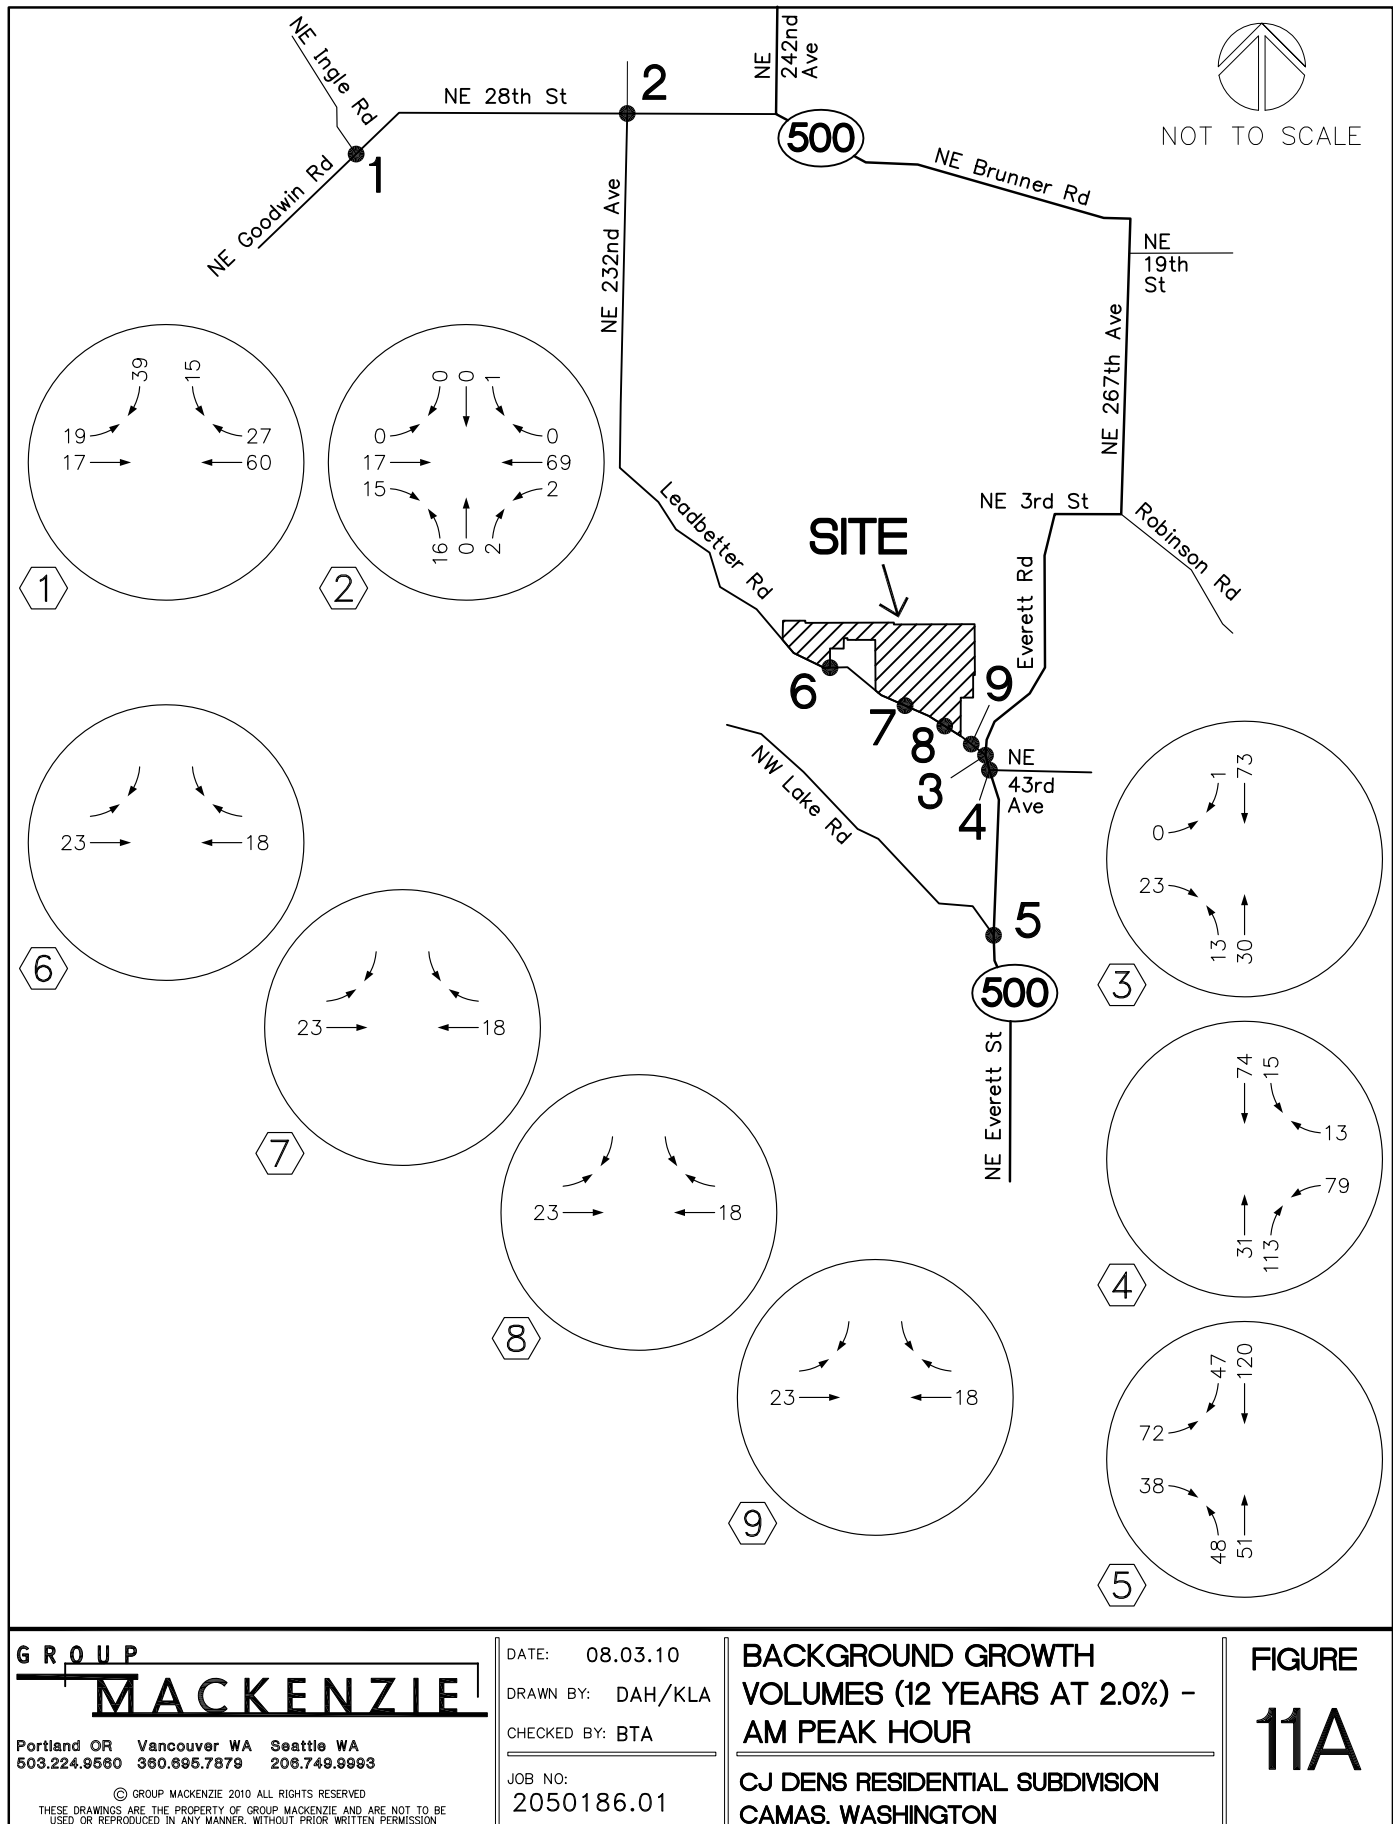 NE Ingle Rd
NE Goodwin Rd
1
NE 28th St
2
NE
242nd
Ave
500
NE Brunner Rd
NOT TO SCALE
NE
19th
St
NE 232nd Ave
NE 267th Ave
NE 3rd St
Robinson Rd
Everett Rd
Leadbetter Rd
SITE
6
7
8
9
3
4
NE
43rd
Ave
NW Lake Rd
5
500
NE Everett St
39
15
19
27
17
60
1
0
0
1
0
0
17
69
15
2
16
0
2
2
1
73
0
23
13
30
3
74
15
13
79
31
113
4
47
120
72
38
48
51
5
23
18
6
23
18
7
23
18
8
23
18
9
GROUP
MACKENZIE
Portland OR Vancouver WA Seattle WA
503.224.9560 360.695.7879 206.749.9993
© GROUP MACKENZIE 2010 ALL RIGHTS RESERVED
THESE DRAWINGS ARE THE PROPERTY OF GROUP MACKENZIE AND ARE NOT TO BE
USED OR REPRODUCED IN ANY MANNER, WITHOUT PRIOR WRITTEN PERMISSION
DATE: 08.03.10
DRAWN BY: DAH/KLA
CHECKED BY: BTA
JOB NO:
2050186.01
BACKGROUND GROWTH
VOLUMES (12 YEARS AT 2.0%) -
AM PEAK HOUR
CJ DENS RESIDENTIAL SUBDIVISION
CAMAS, WASHINGTON
FIGURE
11A